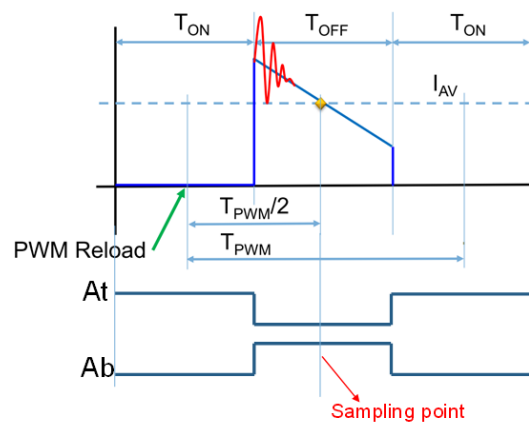 TON TOFF TON
IAV
TPWM/2
PWM Reload
TPWM
At
Ab
Sampling point